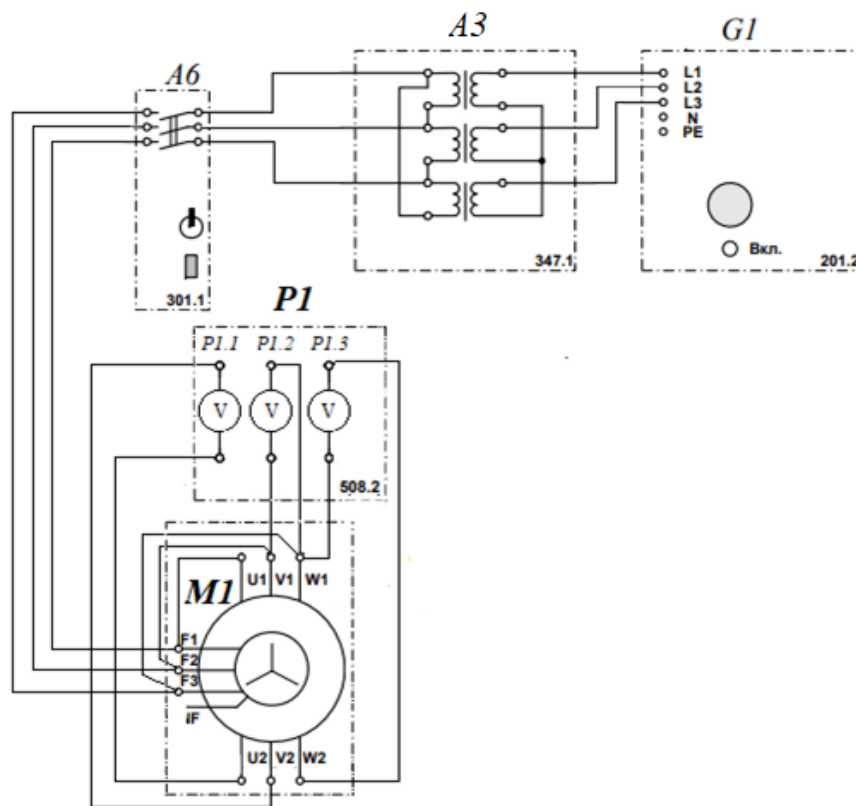 A3
G1
A6
L1
L2
L3
N
PE
Вкл.
301.1
347.1
201.2
P1
P1.1 P1.2 P1.3
V V V
508.2
M1
U1 V1 W1
F1
F2
F3
U2 V2 W2